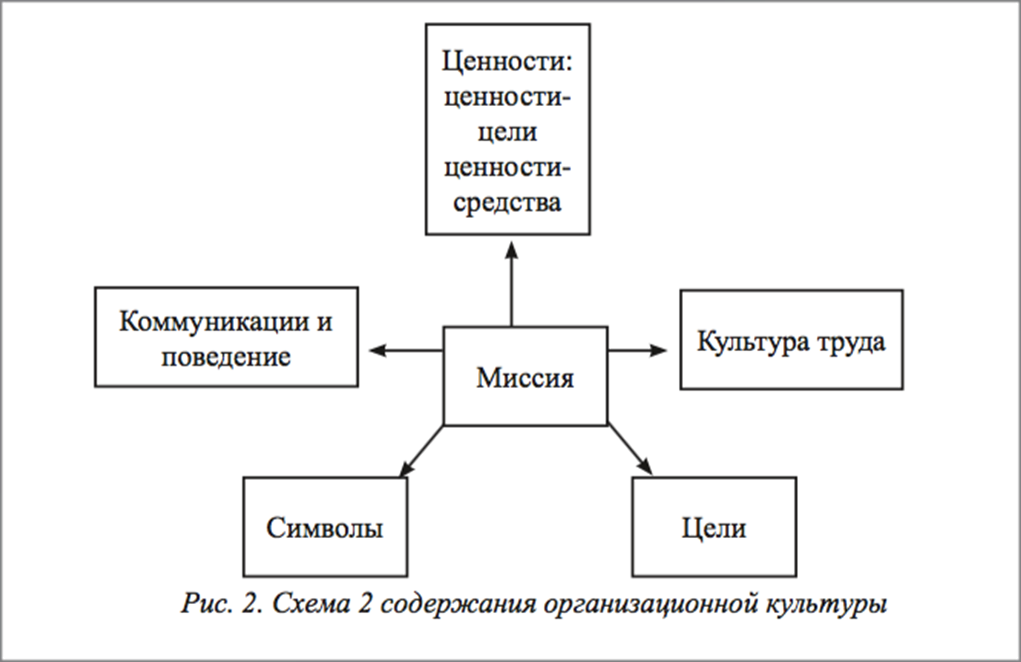 Ценности:
ценности-
цели
ценности-
средства
Коммуникации и
поведение
Миссия
Культура труда
Символы
Цели
Рис. 2. Схема 2 содержания организационной культуры